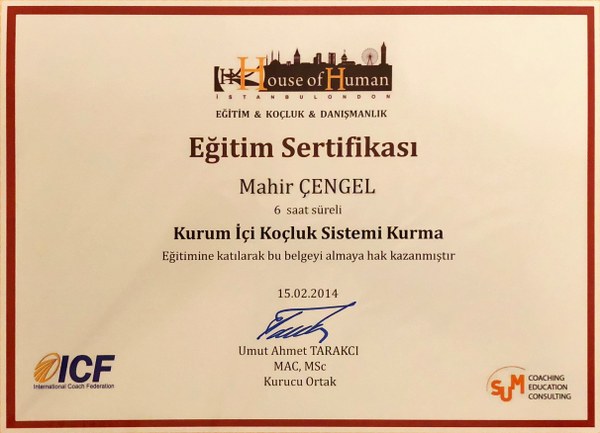 House of Human
İSTANBULONDON
EĞİTİM & KOÇLUK & DANIŞMANLIK
Eğitim Sertifikası
Mahir ÇENGEL
6 saat süreli
Kurum İçi Koçluk Sistemi Kurma
Eğitimine katılarak bu belgeyi almaya hak kazanmıştır
15.02.2014
Umut Ahmet TARAKCI
MAC, MSc
Kurucu Ortak
ICF
International Coach Federation
SUM
COACHING
EDUCATION
CONSULTING